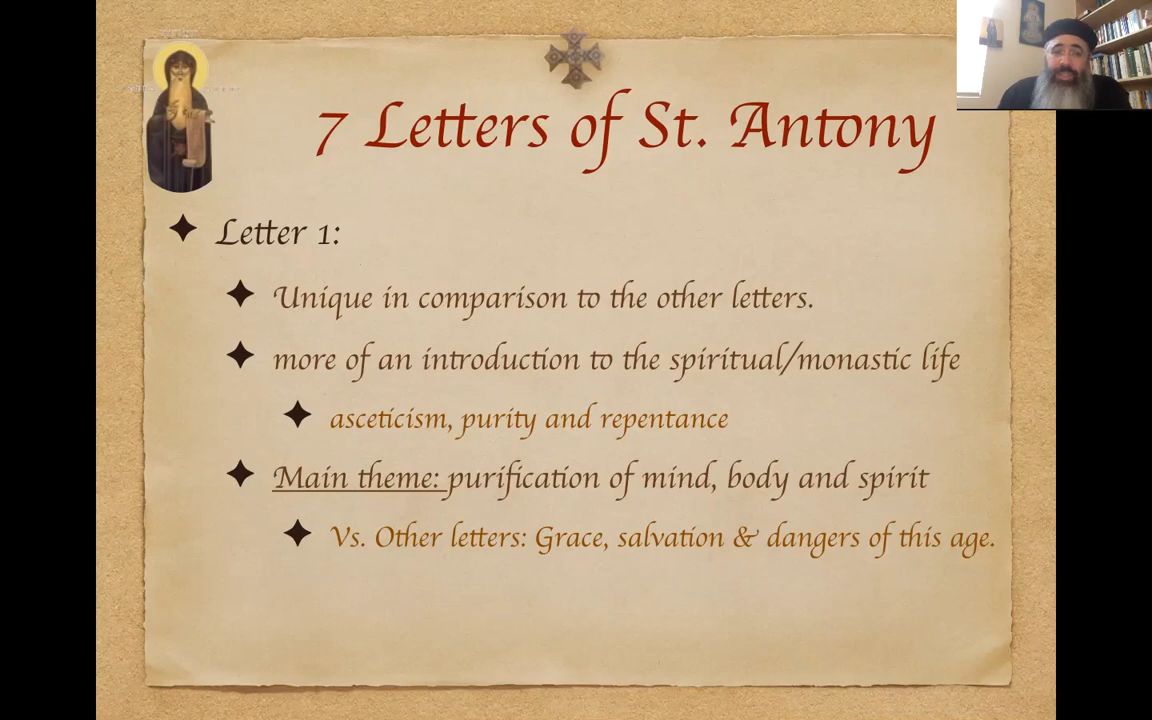 7 Letters of St. Antony
Letter 1:
Unique in comparison to the other letters.
more of an introduction to the spiritual/monastic life
asceticism, purity and repentance
Main theme: purification of mind, body and spirit
Vs. Other letters: Grace, salvation & dangers of this age.